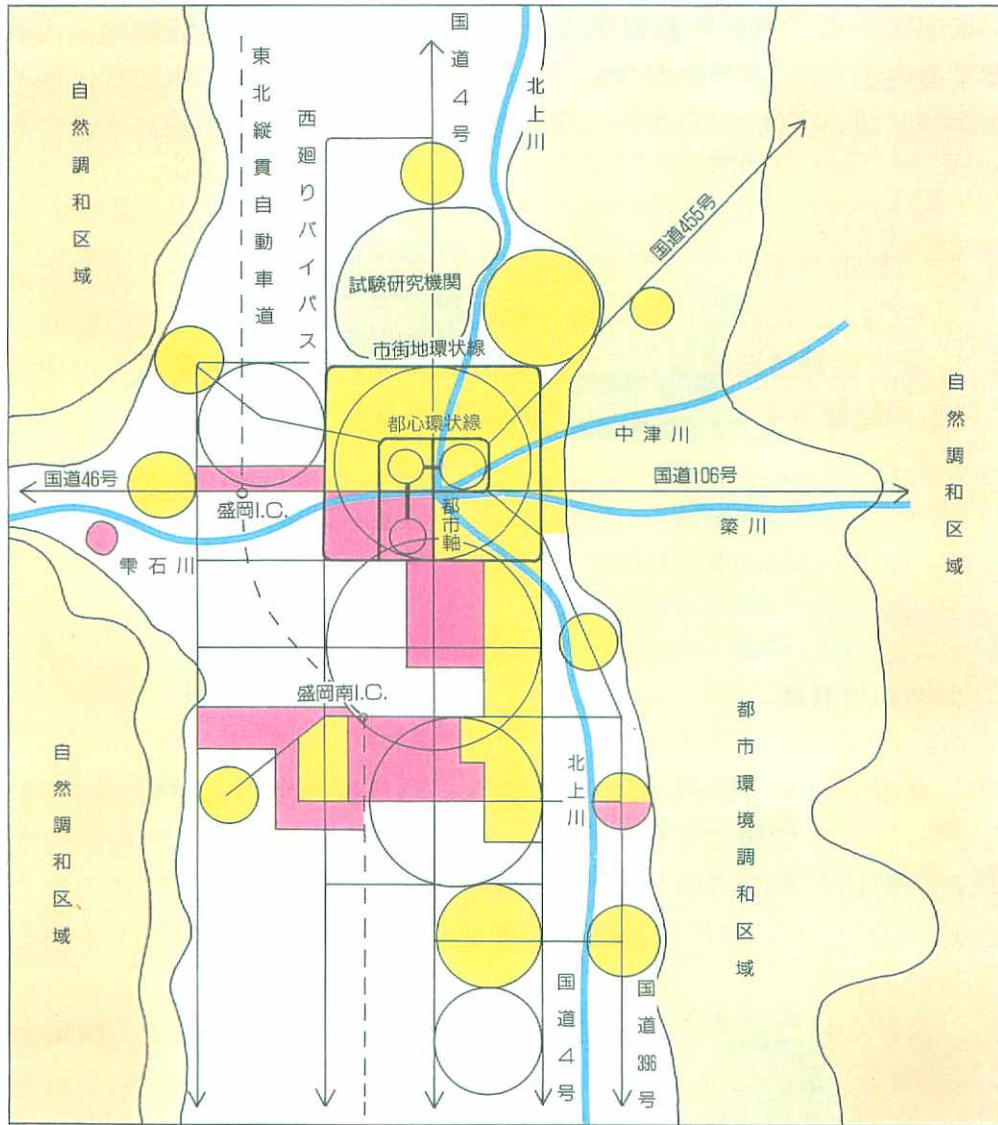 国道4号
北上川
東北縦貫自動車道
西廻りバイパス
自然調和区域
国道455号
試験研究機関
市街地環状線
都心環状線
中津川
自然調和区域
国道46号
国道106号
盛岡I.C.
都市軸
簗川
雫石川
盛岡南I.C.
都市環境調和区域
自然調和区域
北上川
国道4号
国道396号